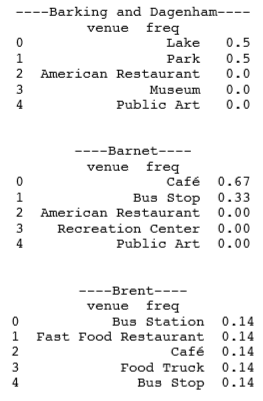 ----Barking and Dagenham----
venue freq
0 Lake 0.5
1 Park 0.5
2 American Restaurant 0.0
3 Museum 0.0
4 Public Art 0.0
----Barnet----
venue freq
0 Café 0.67
1 Bus Stop 0.33
2 American Restaurant 0.00
3 Recreation Center 0.00
4 Public Art 0.00
----Brent----
venue freq
0 Bus Station 0.14
1 Fast Food Restaurant 0.14
2 Café 0.14
3 Food Truck 0.14
4 Bus Stop 0.14